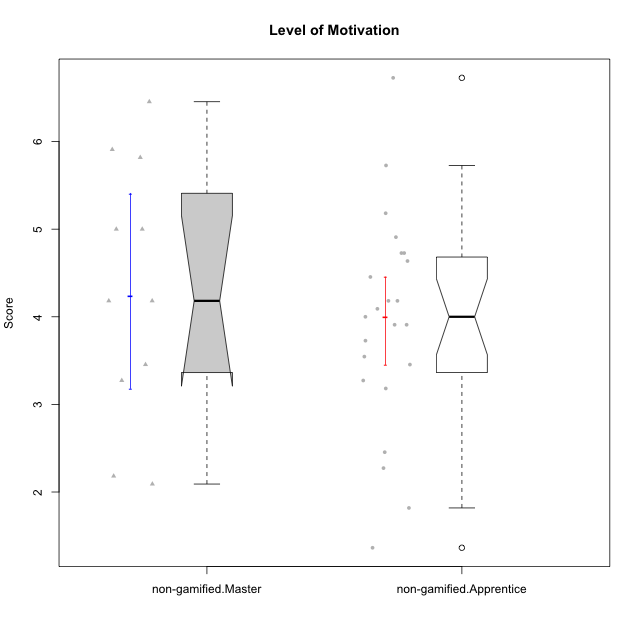 Level of Motivation
Score
6
5
4
3
2
non-gamified.Master
non-gamified.Apprentice